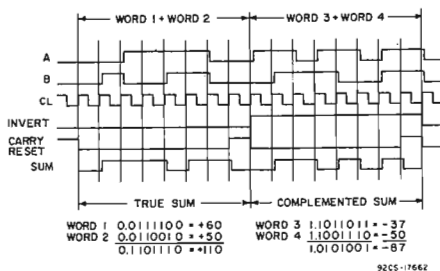 WORD 1 + WORD 2 WORD 3 + WORD 4
A
B
CL
INVERT
CARRY
RESET
SUM
TRUE SUM COMPLEMENTED SUM
WORD 1 0.0111100 = +60 WORD 3 1.1011011 = -37
WORD 2 0.0110010 = +50 WORD 4 1.1001110 = -50
0.1101110 = +110 1.0101001 = -87
92CS-17662